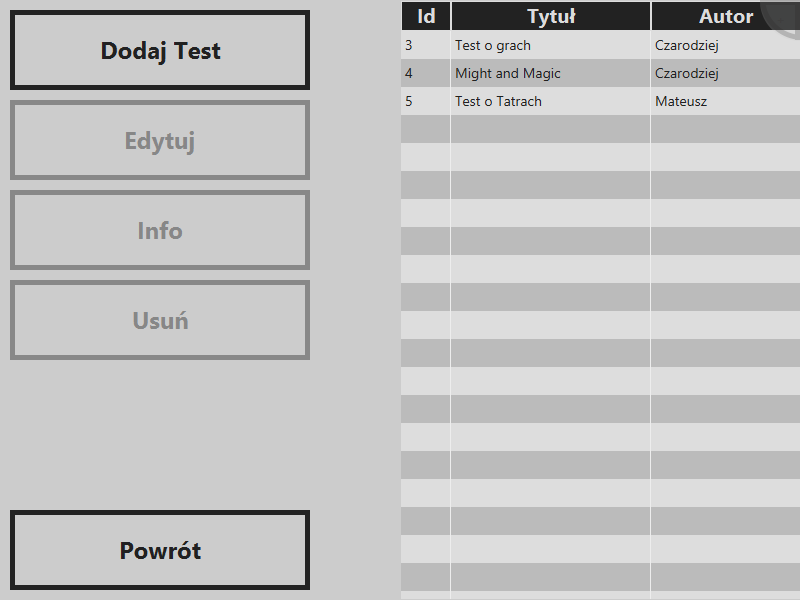 Dodaj Test
Edytuj
Info
Usuń
Powrót
Id Tytuł Autor
3 Test o grach Czarodziej
4 Might and Magic Czarodziej
5 Test o Tatrach Mateusz